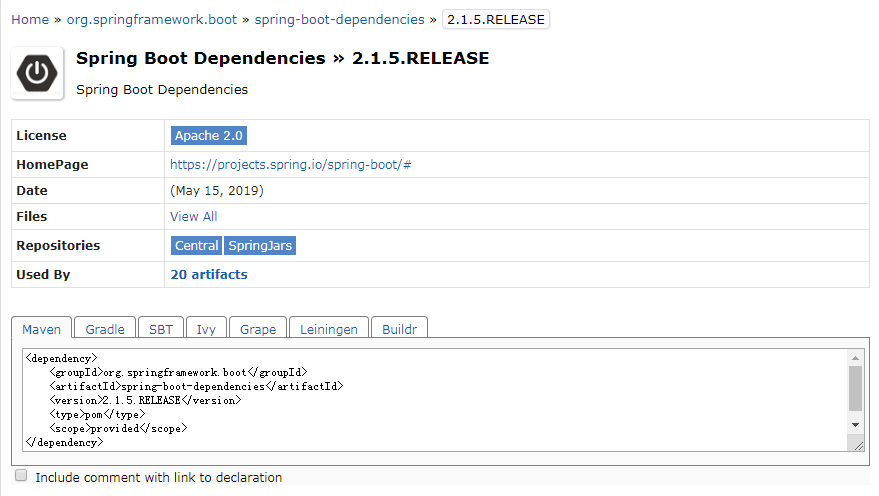 Home » org.springframework.boot » spring-boot-dependencies » 2.1.5.RELEASE
Spring Boot Dependencies » 2.1.5.RELEASE
Spring Boot Dependencies
License Apache 2.0
HomePage https://projects.spring.io/spring-boot/#
Date (May 15, 2019)
Files View All
Repositories Central SpringJars
Used By 20 artifacts
Maven Gradle SBT Ivy Grape Leiningen Buildr
<dependency>
    <groupId>org.springframework.boot</groupId>
    <artifactId>spring-boot-dependencies</artifactId>
    <version>2.1.5.RELEASE</version>
    <type>pom</type>
    <scope>provided</scope>
</dependency>
Include comment with link to declaration